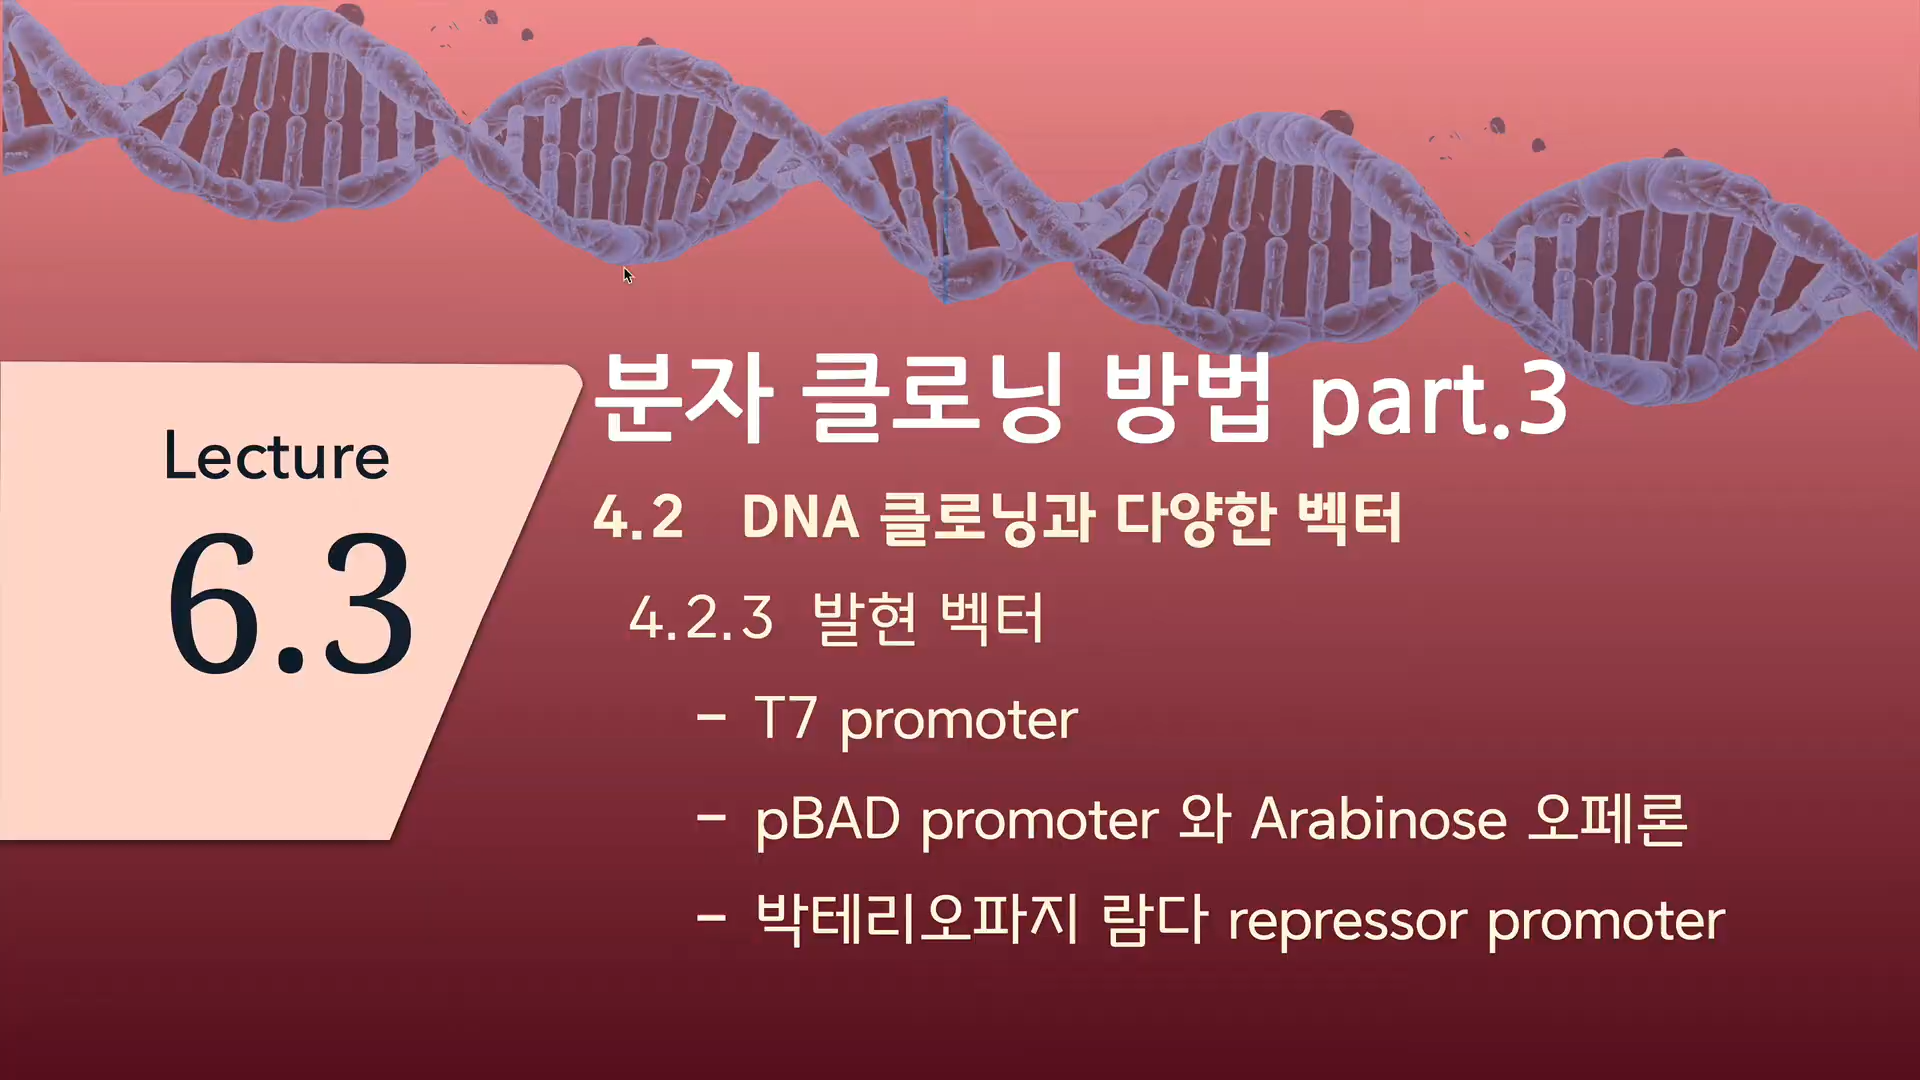 Lecture
6.3
분자 클로닝 방법 part.3
4.2 DNA 클로닝과 다양한 벡터
4.2.3 발현 벡터
– T7 promoter
– pBAD promoter 와 Arabinose 오페론
– 박테리오파지 람다 repressor promoter